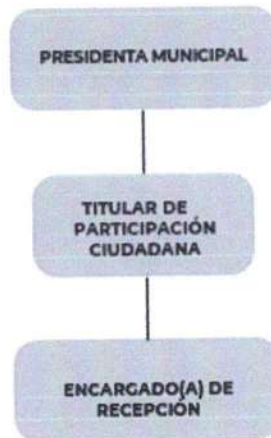 PRESIDENTA MUNICIPAL
TITULAR DE
PARTICIPACIÓN
CIUDADANA
ENCARGADO(A) DE
RECEPCIÓN